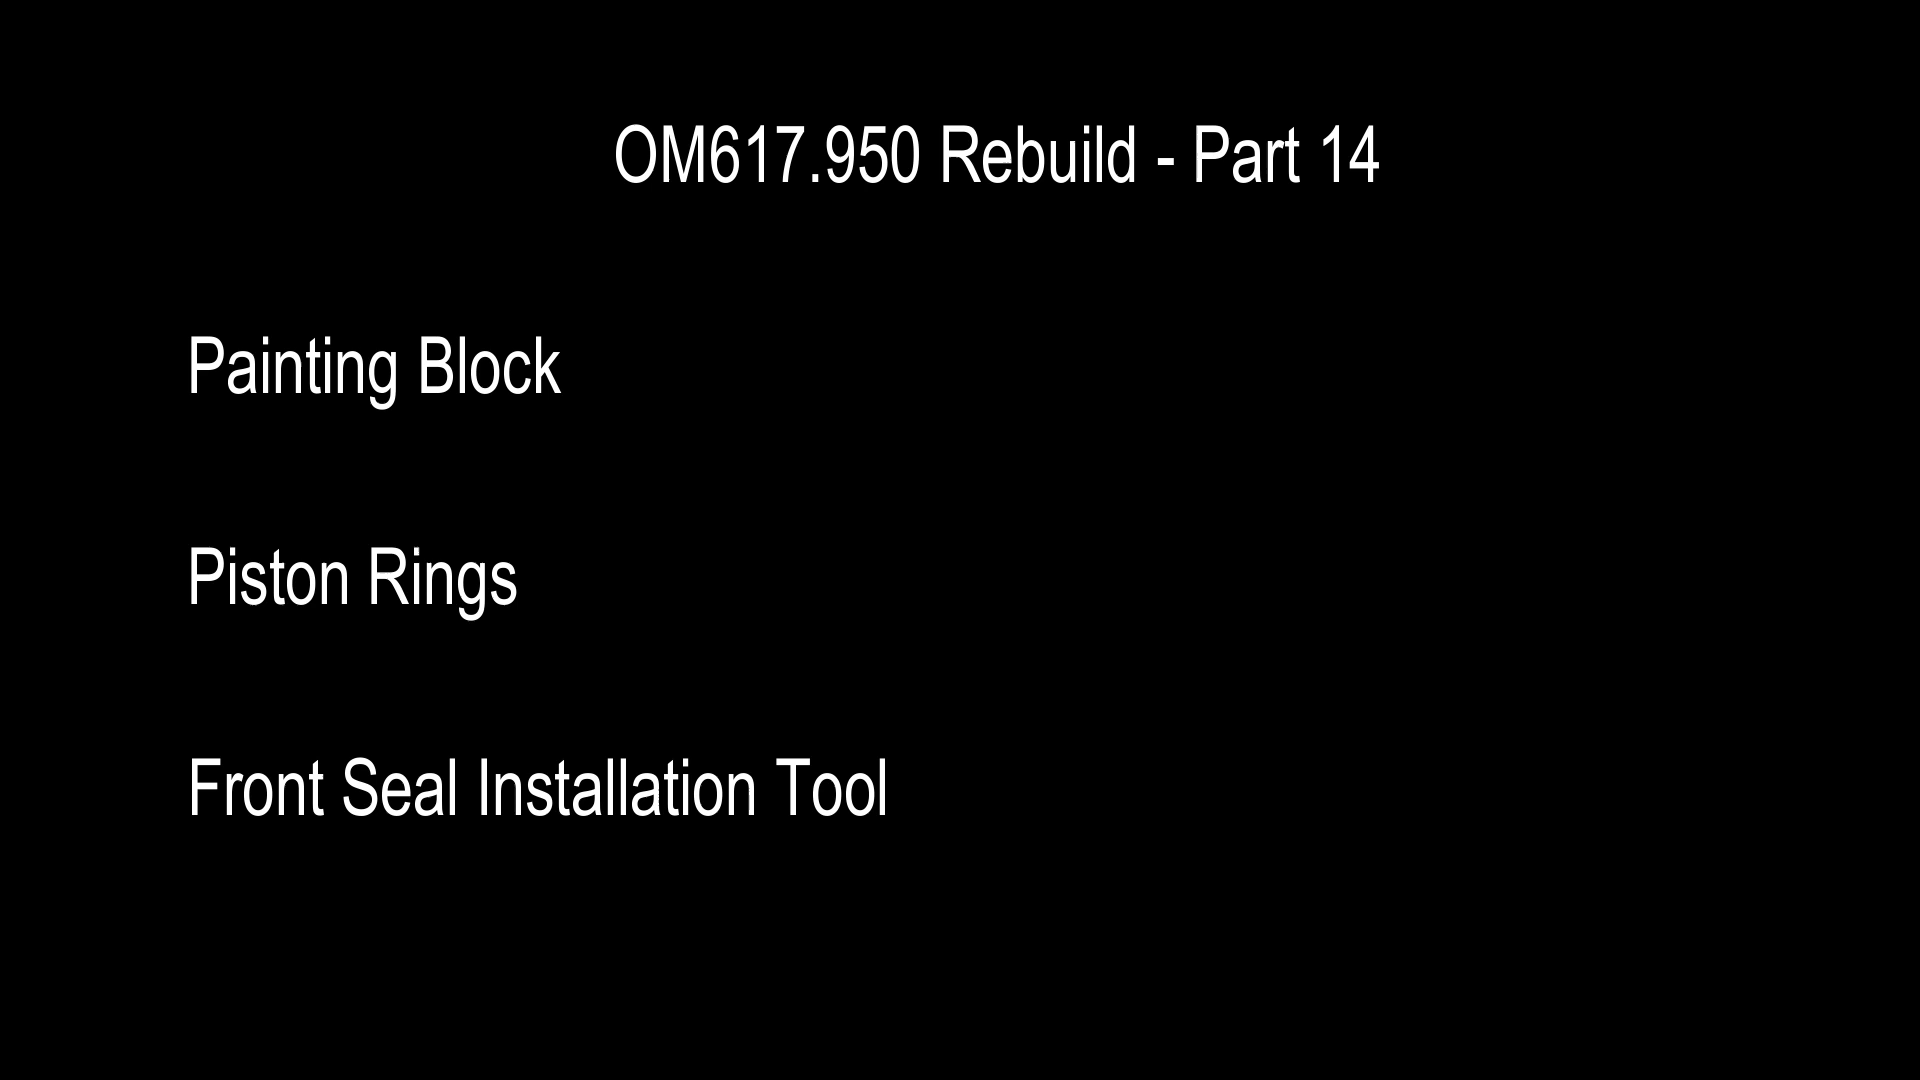 OM617.950 Rebuild - Part 14
Painting Block
Piston Rings
Front Seal Installation Tool